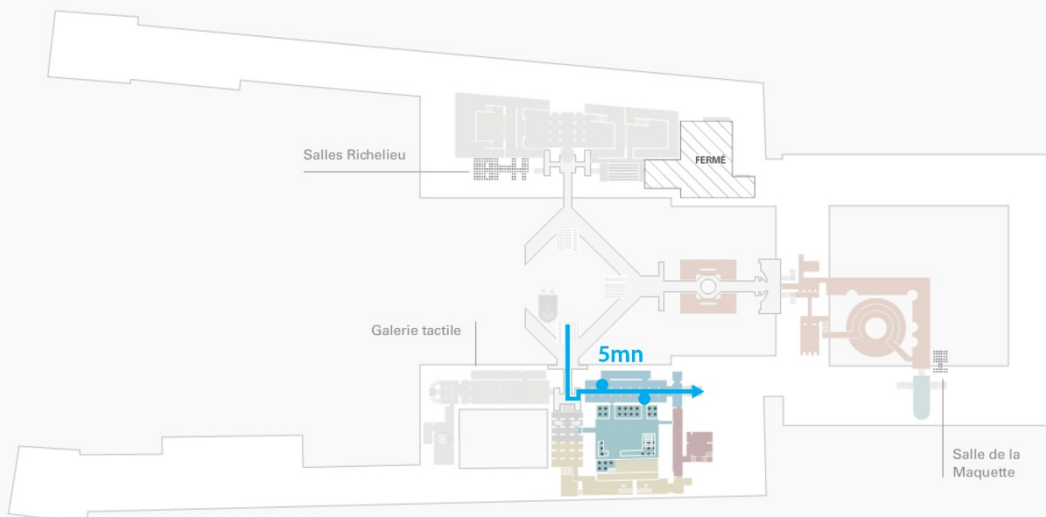 Salles Richelieu
FERMÉ
Galerie tactile
5mn
Salle de la
Maquette